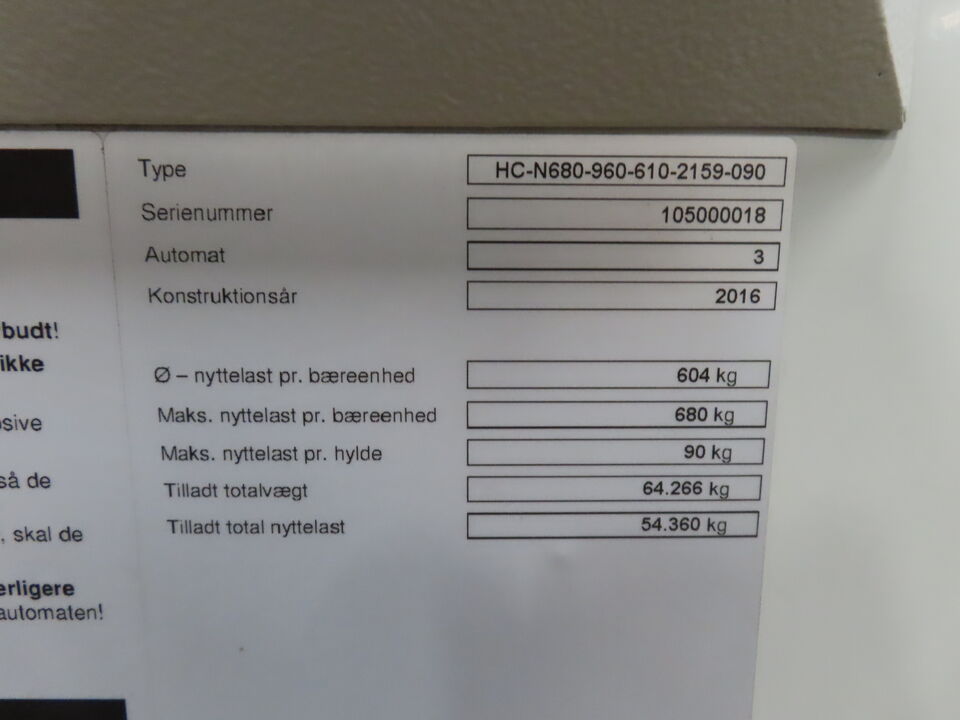 Type HC-N680-960-610-2159-090
Serienummer 105000018
Automat 3
Konstruktionsår 2016
budt!
ikke
Ø – nyttelast pr. bæreenhed 604 kg
Maks. nyttelast pr. bæreenhed 680 kg
sive
Maks. nyttelast pr. hylde 90 kg
så de
Tilladt totalvægt 64.266 kg
, skal de
Tilladt total nyttelast 54.360 kg
erligere
automaten!